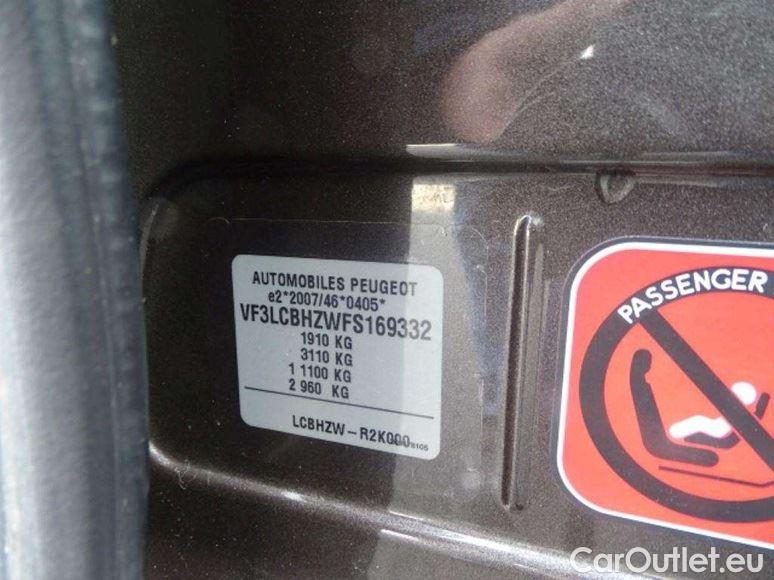 AUTOMOBILES PEUGEOT
e2*2007/46*0405*
VF3LCBHZWFS169332
1910 KG
3110 KG
1 1100 KG
2 960 KG
LCBHZW-R2K000
PASSENGER
CarOutlet.eu